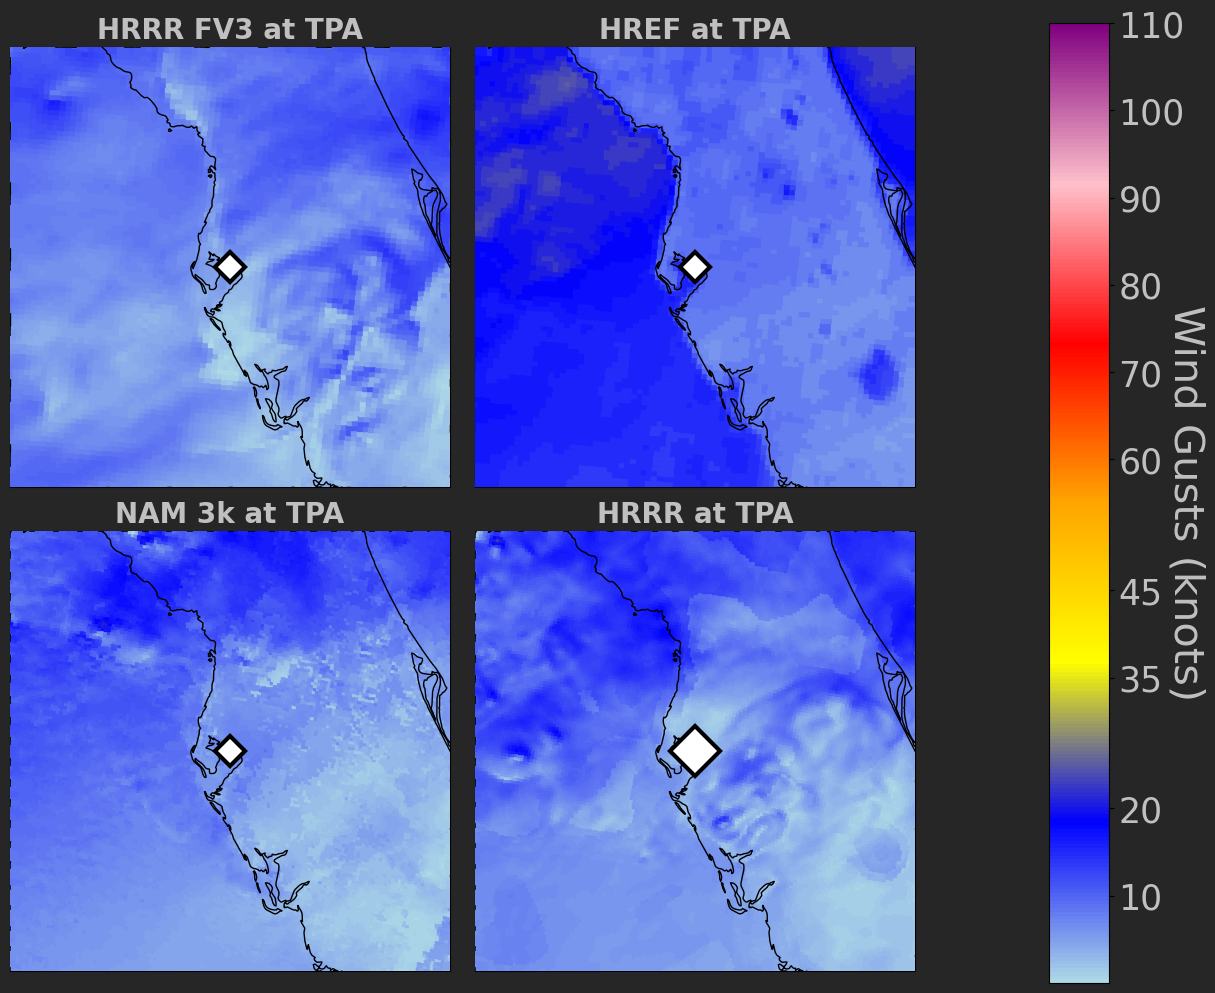 HRRR FV3 at TPA
HREF at TPA
NAM 3k at TPA
HRRR at TPA
110
100
90
80
70
60
45
35
20
10
Wind Gusts (knots)